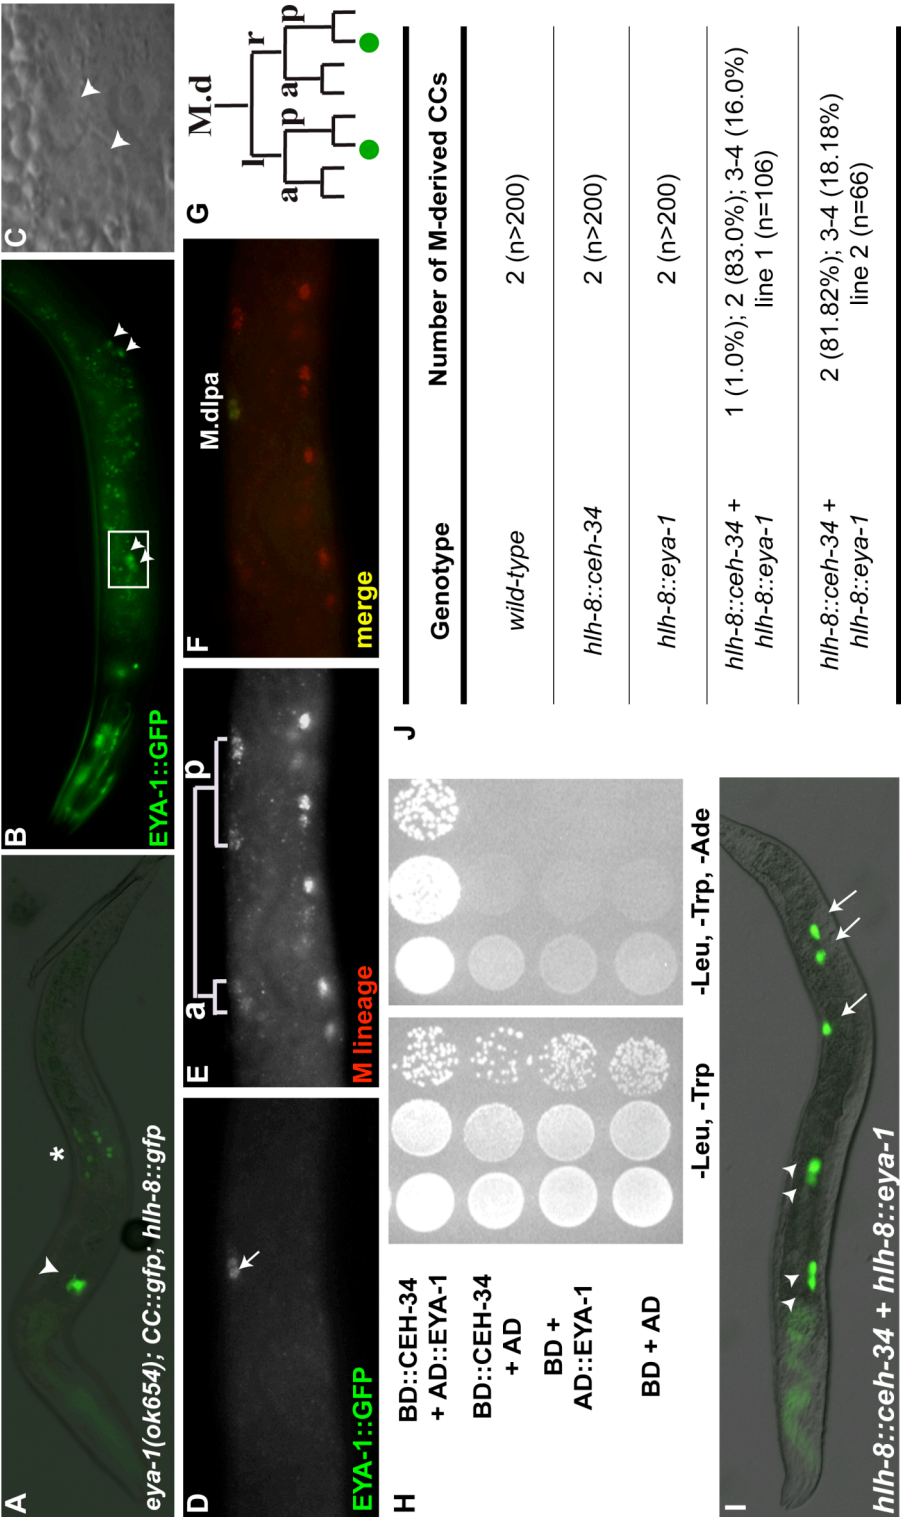 A
eya-1(ok654); CC::gfp; hlh-8::gfp
*
B
EYA-1::GFP
C
D
EYA-1::GFP
E
a
p
M lineage
F
M.dlpa
merge
G
M.d
l
r
a
p
a
p
H
BD::CEH-34
+ AD::EYA-1
BD::CEH-34
+ AD
BD +
AD::EYA-1
BD + AD
-Leu, -Trp
-Leu, -Trp, -Ade
I
hlh-8::ceh-34 + hlh-8::eya-1
J
Genotype Number of M-derived CCs
wild-type 2 (n>200)
hlh-8::ceh-34 2 (n>200)
hlh-8::eya-1 2 (n>200)
hlh-8::ceh-34 + 1 (1.0%); 2 (83.0%); 3-4 (16.0%)
hlh-8::eya-1 line 1 (n=106)
hlh-8::ceh-34 + 2 (81.82%); 3-4 (18.18%)
hlh-8::eya-1 line 2 (n=66)